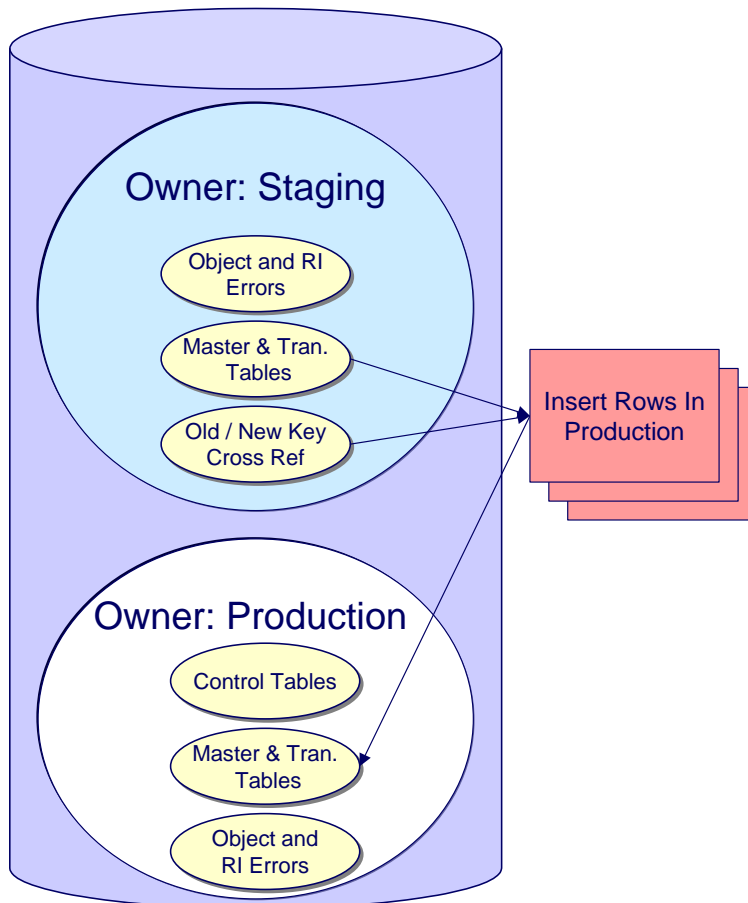 Owner: Staging
Object and RI
Errors
Master & Tran.
Tables
Old / New Key
Cross Ref
Insert Rows In
Production
Owner: Production
Control Tables
Master & Tran.
Tables
Object and
RI Errors